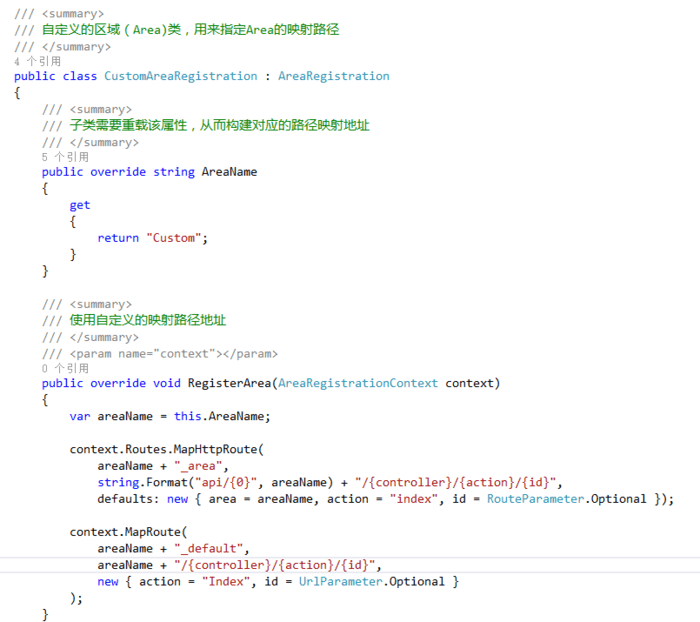 /// <summary>
/// 自定义的区域（Area)类，用来指定Area的映射路径
/// </summary>
4 个引用
public class CustomAreaRegistration : AreaRegistration
{
/// <summary>
/// 子类需要重载该属性，从而构建对应的路径映射地址
/// </summary>
5 个引用
public override string AreaName
{
get
{
return "Custom";
}
}
/// <summary>
/// 使用自定义的映射路径地址
/// </summary>
/// <param name="context"></param>
0 个引用
public override void RegisterArea(AreaRegistrationContext context)
{
var areaName = this.AreaName;
context.Routes.MapHttpRoute(
areaName + "_area",
string.Format("api/{0}", areaName) + "/{controller}/{action}/{id}",
defaults: new { area = areaName, action = "index", id = RouteParameter.Optional });
context.MapRoute(
areaName + "_default",
areaName + "/{controller}/{action}/{id}",
new { action = "Index", id = UrlParameter.Optional }
);
}